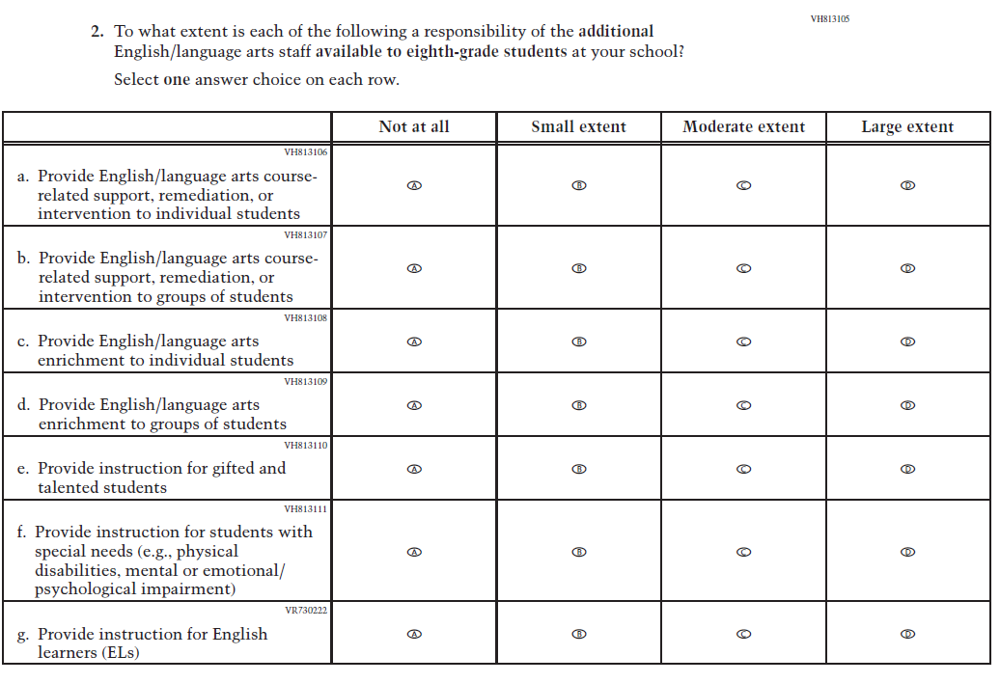 VH813105
2. To what extent is each of the following a responsibility of the additional
English/language arts staff available to eighth-grade students at your school?
Select one answer choice on each row.
Not at all Small extent Moderate extent Large extent
VH813106
a. Provide English/language arts course-
related support, remediation, or
intervention to individual students
A B C D
VH813107
b. Provide English/language arts course-
related support, remediation, or
intervention to groups of students
A B C D
VH813108
c. Provide English/language arts
enrichment to individual students
A B C D
VH813109
d. Provide English/language arts
enrichment to groups of students
A B C D
VH813110
e. Provide instruction for gifted and
talented students
A B C D
VH813111
f. Provide instruction for students with
special needs (e.g., physical
disabilities, mental or emotional/
psychological impairment)
A B C D
VR730222
g. Provide instruction for English
learners (ELs)
A B C D